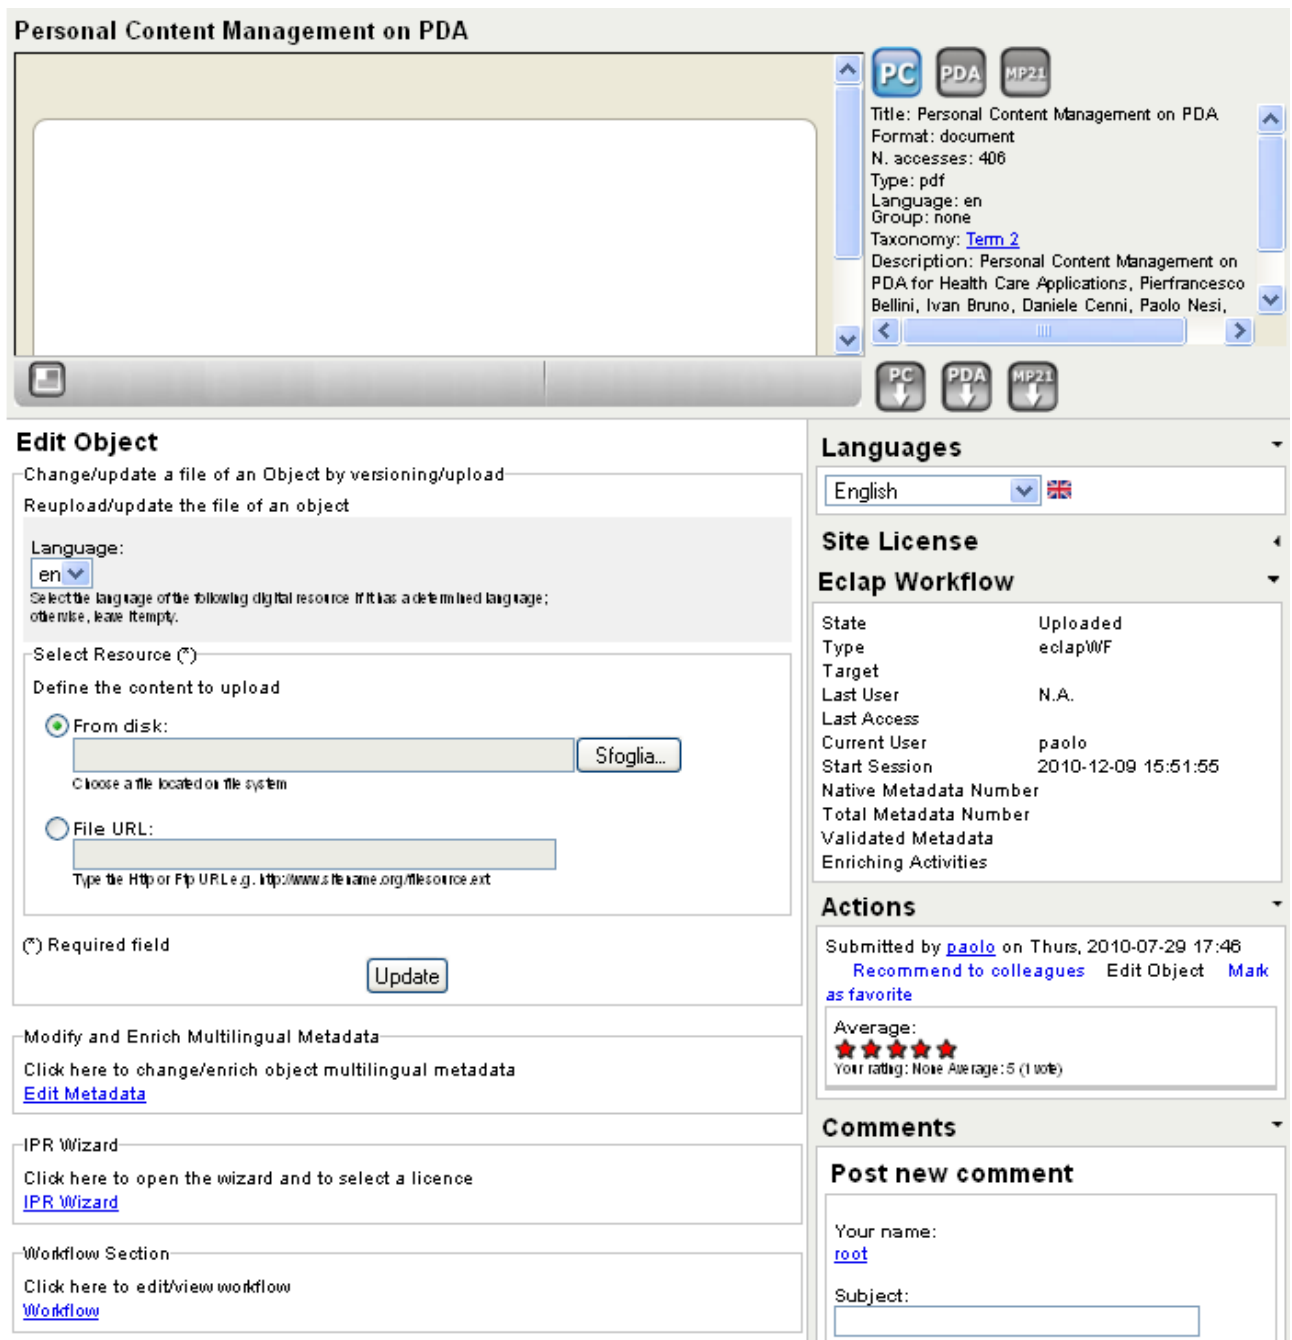 Personal Content Management on PDA
PC PDA MP21
Title: Personal Content Management on PDA
Format: document
N. accesses: 406
Type: pdf
Language: en
Group: none
Taxonomy: Term 2
Description: Personal Content Management on
PDA for Health Care Applications, Pierfrancesco
Bellini, Ivan Bruno, Daniele Cenni, Paolo Nesi,
PC PDA MP21
Edit Object
Change/update a file of an Object by versioning/upload
Reupload/update the file of an object
Language:
en
Select the language of the following digital resource if it has a determined language;
otherwise, leave it empty.
Select Resource (*)
Define the content to upload
From disk:
Sfoglia...
Choose a file located on file system
File URL:
Type the Http or Ftp URL e.g. http://www.sitename.org/filesource.ext
(*) Required field
Update
Modify and Enrich Multilingual Metadata
Click here to change/enrich object multilingual metadata
Edit Metadata
IPR Wizard
Click here to open the wizard and to select a licence
IPR Wizard
Workflow Section
Click here to edit/view workflow
Workflow
Languages
English
Site License
Eclap Workflow
State Uploaded
Type eclapWF
Target
Last User N.A.
Last Access
Current User paolo
Start Session 2010-12-09 15:51:55
Native Metadata Number
Total Metadata Number
Validated Metadata
Enriching Activities
Actions
Submitted by paolo on Thurs, 2010-07-29 17:46
Recommend to colleagues Edit Object Mark
as favorite
Average:
Your rating: None Average: 5 (1 vote)
Comments
Post new comment
Your name:
root
Subject: